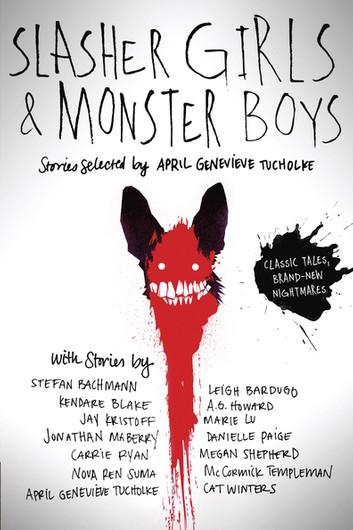 SLASHER GIRLS
& MONSTER BOYS
Stories Selected by APRIL GENEVIEVE TUCHOLKE
CLASSIC TALES,
BRAND-NEW
NIGHTMARES
With Stories by
STEFAN BACHMANN
KENDARE BLAKE
JAY KRISTOFF
JONATHAN MABERRY
CARRIE RYAN
NOVA REN SUMA
APRIL GENEVIÈVE TUCHOLKE
LEIGH BARDUGO
A.G. HOWARD
MARIE LU
DANIELLE PAIGE
MEGAN SHEPHERD
McCORMICK TEMPLEMAN
CAT WINTERS